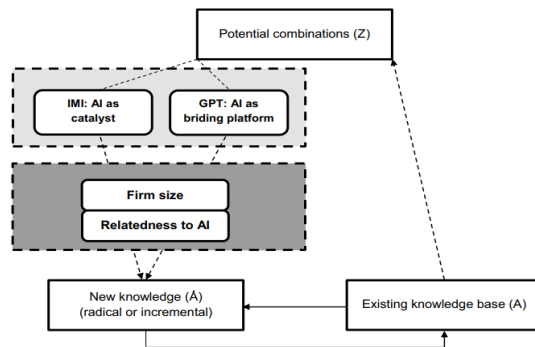 Potential combinations (Z)
IMI: AI as
catalyst
GPT: AI as
briding platform
Firm size
Relatedness to AI
New knowledge (Å)
(radical or incremental)
Existing knowledge base (A)